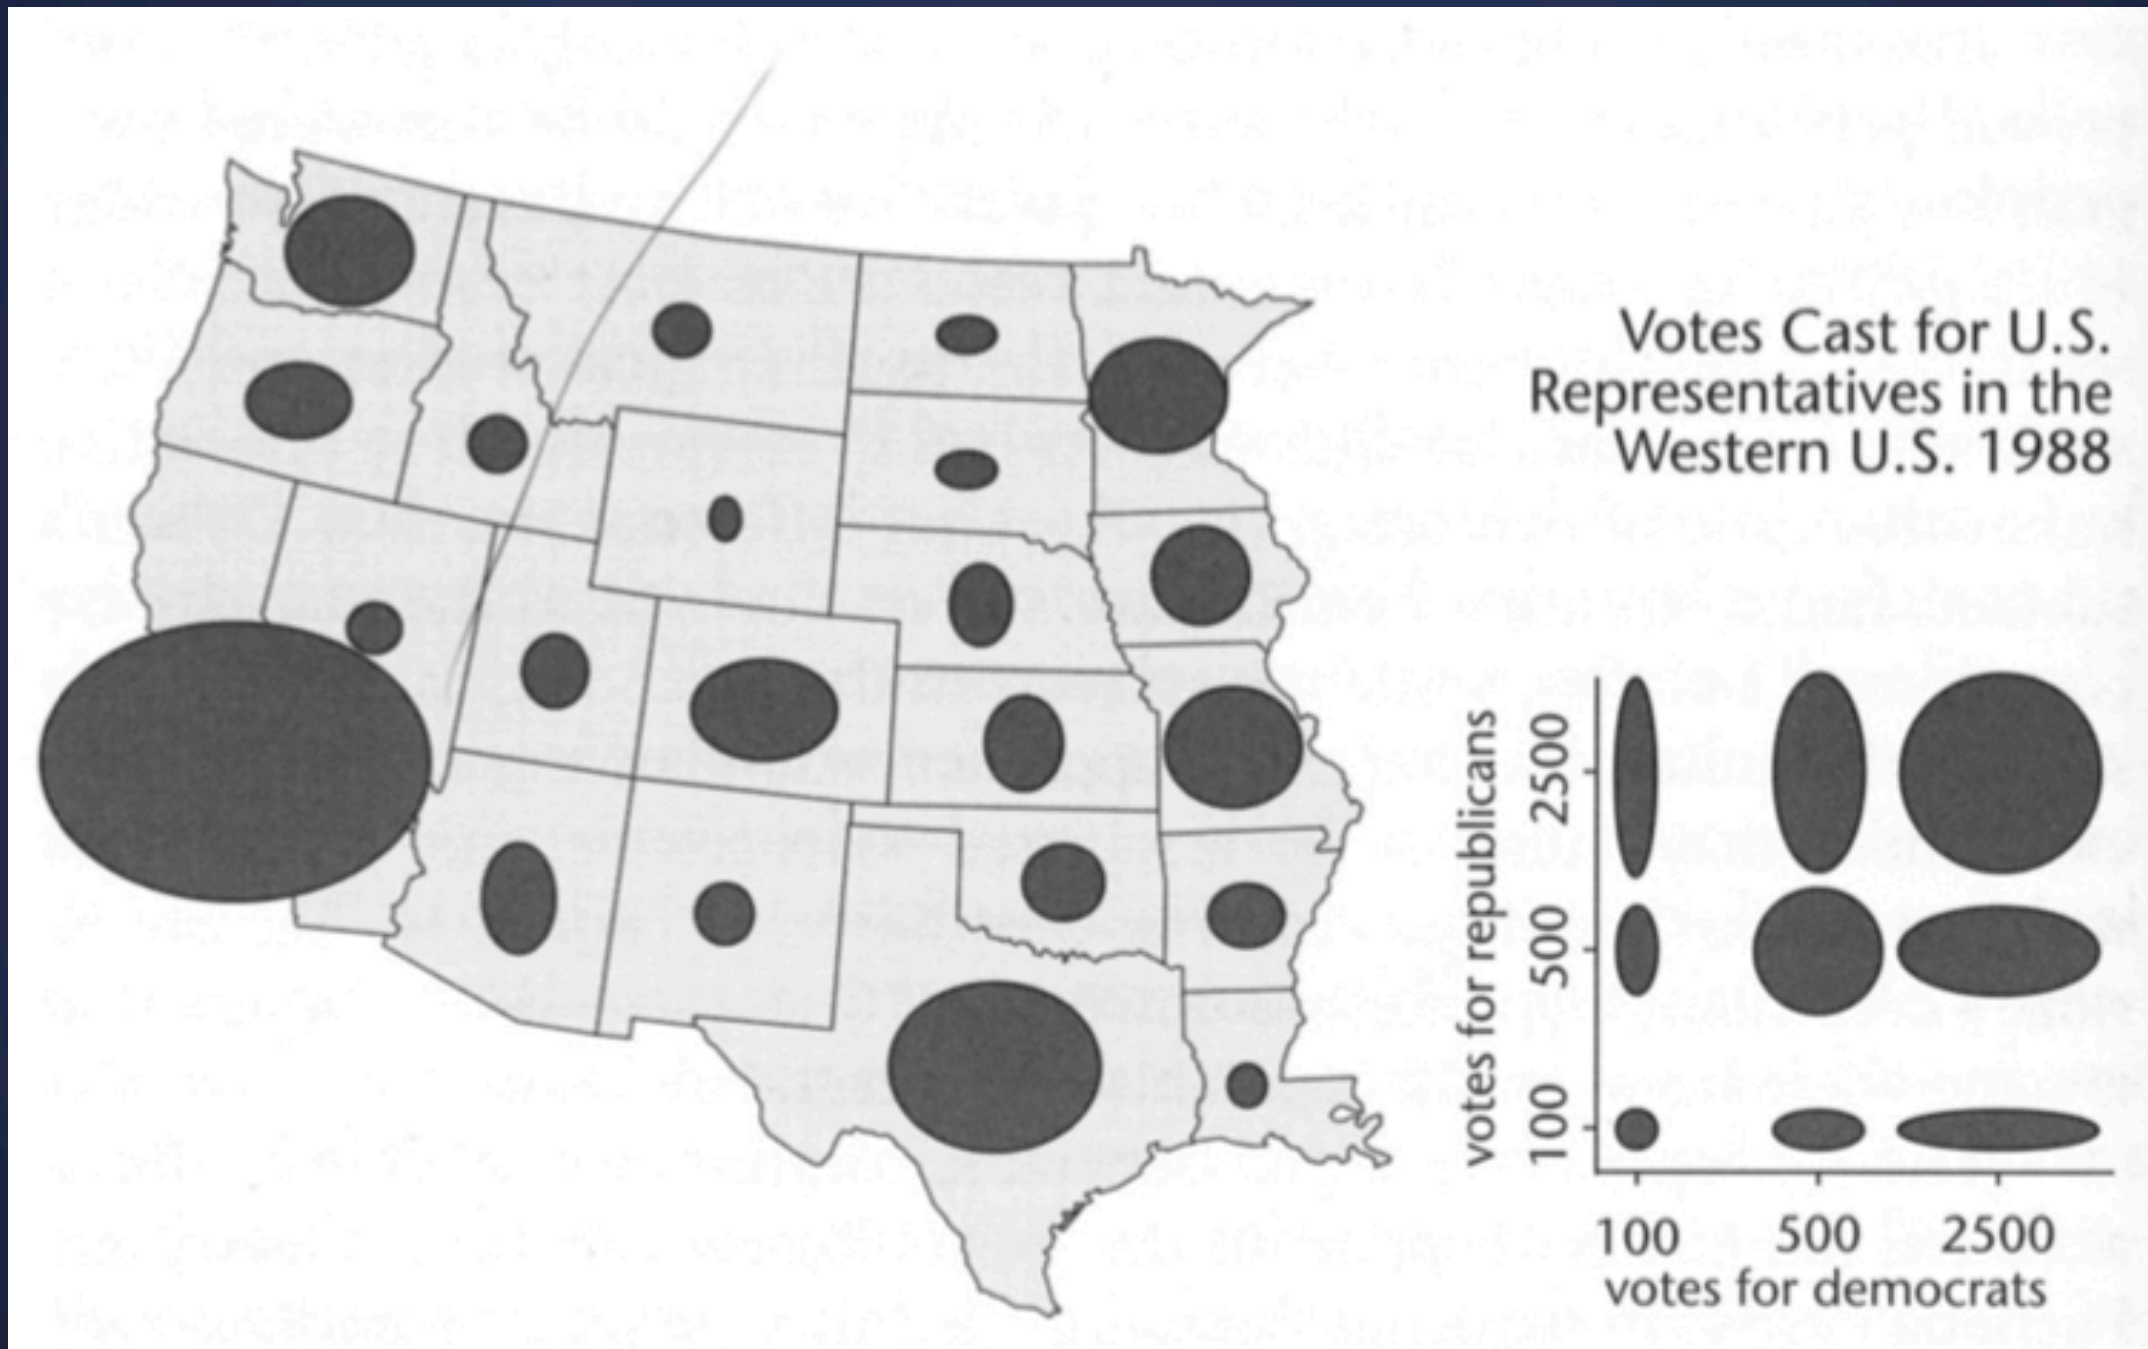 Votes Cast for U.S.
Representatives in the
Western U.S. 1988
votes for republicans
2500
500
100
100 500 2500
votes for democrats